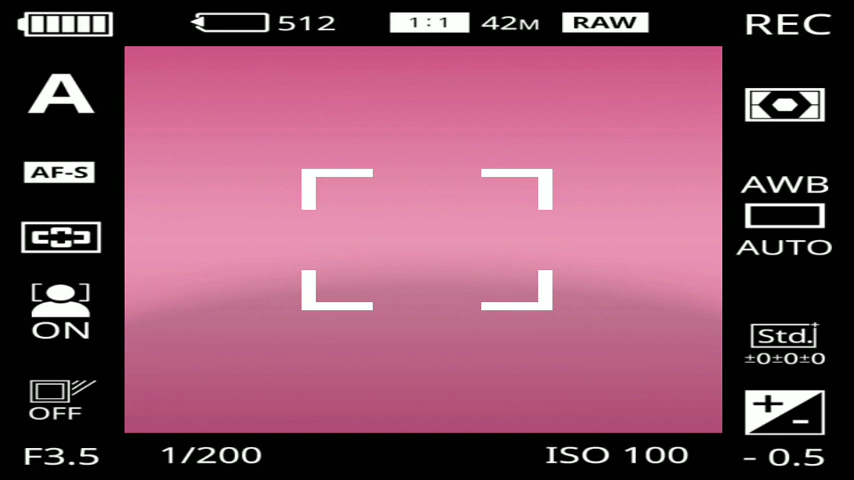 512 1:1 42M RAW REC
A
AF-S
AWB
AUTO
ON
Std.
±0±0±0
OFF
F3.5 1/200 ISO 100 - 0.5